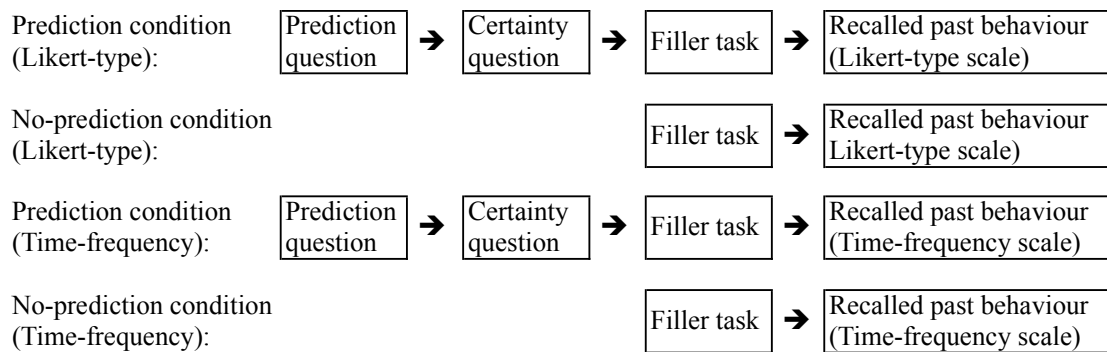 Prediction condition
(Likert-type):
Prediction
question
➔
Certainty
question
➔
Filler task
➔
Recalled past behaviour
(Likert-type scale)
No-prediction condition
(Likert-type):
Filler task
➔
Recalled past behaviour
Likert-type scale)
Prediction condition
(Time-frequency):
Prediction
question
➔
Certainty
question
➔
Filler task
➔
Recalled past behaviour
(Time-frequency scale)
No-prediction condition
(Time-frequency):
Filler task
➔
Recalled past behaviour
(Time-frequency scale)